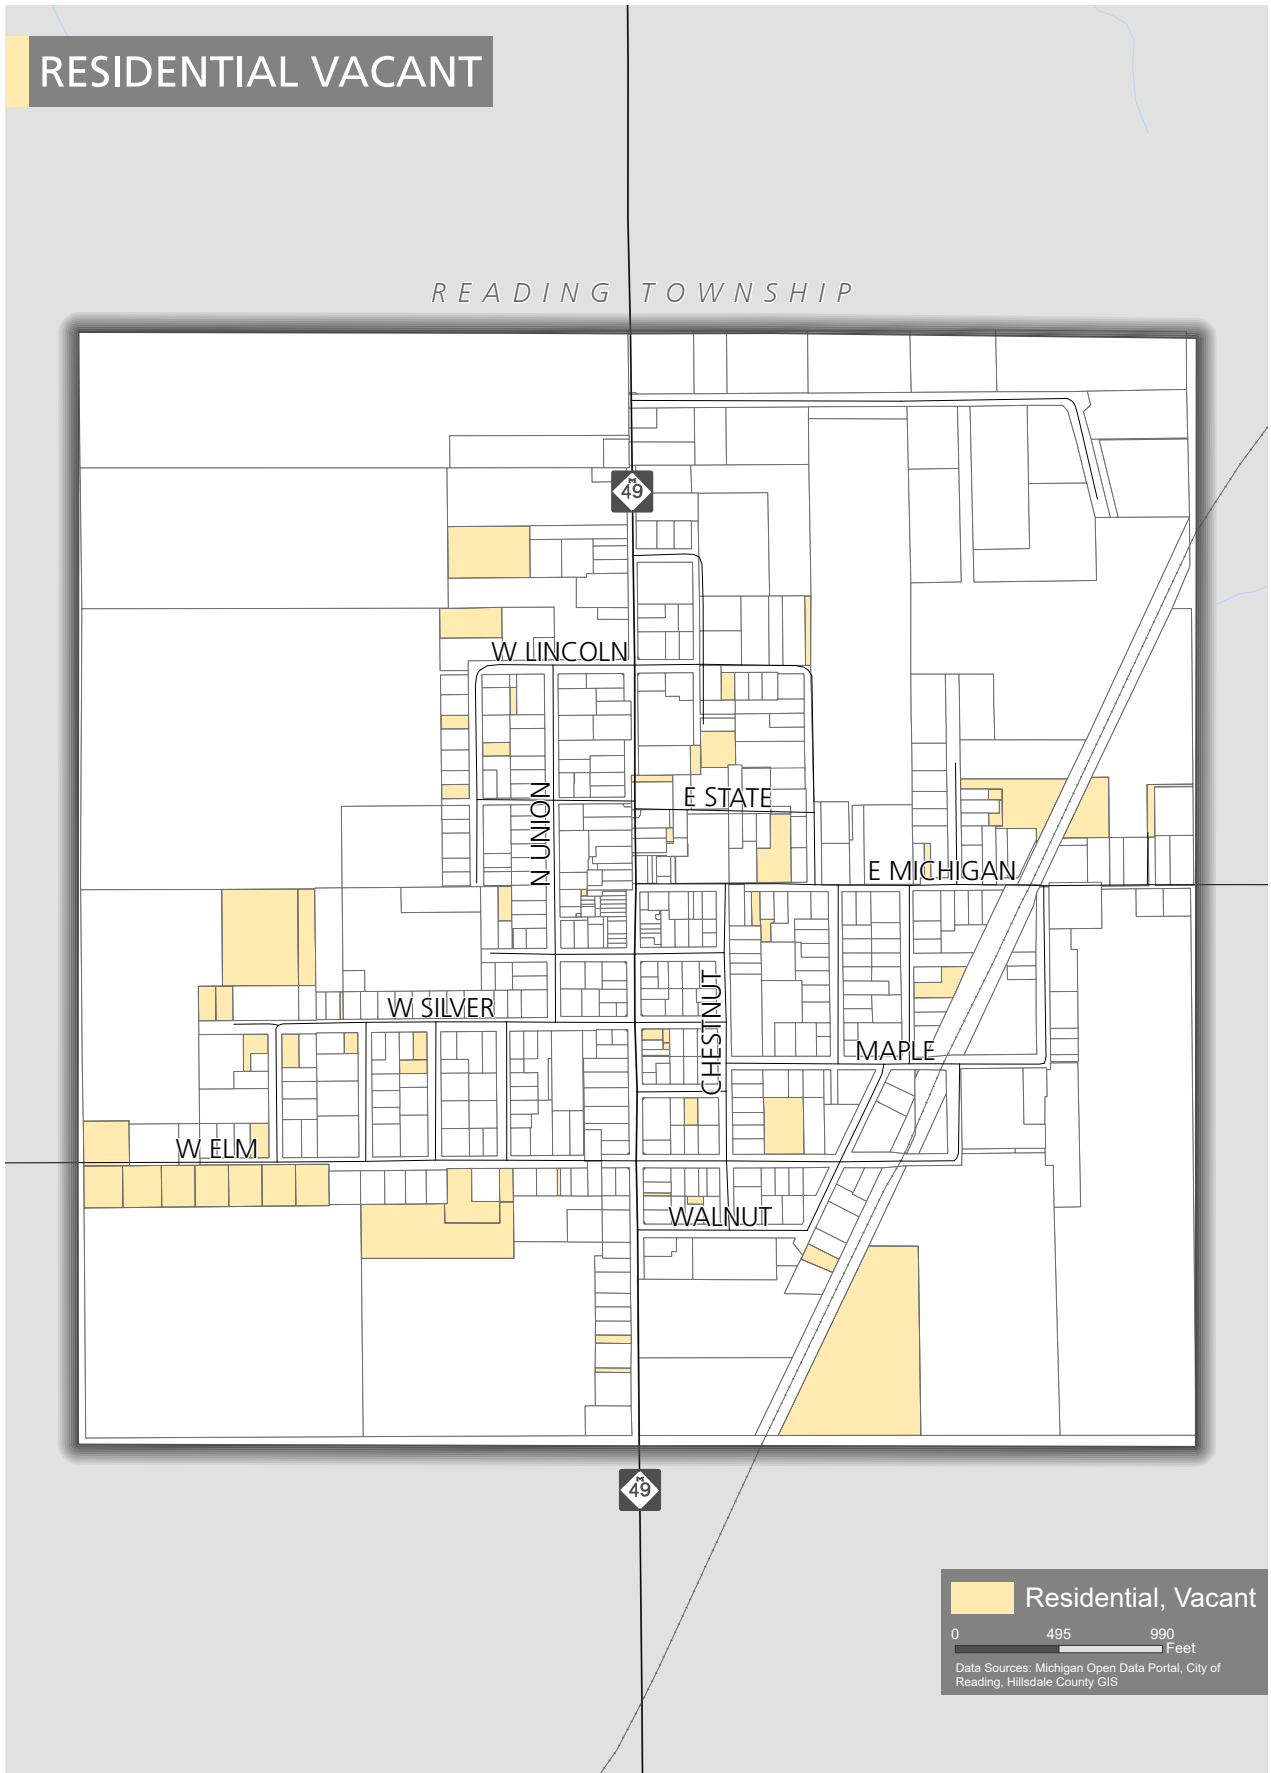 RESIDENTIAL VACANT
READING TOWNSHIP
M
49
W LINCOLN
N UNION
E STATE
E MICHIGAN
W SILVER
CHESTNUT
MAPLE
W ELM
WALNUT
M
49
Residential, Vacant
0 495 990
Feet
Data Sources: Michigan Open Data Portal, City of
Reading, Hillsdale County GIS